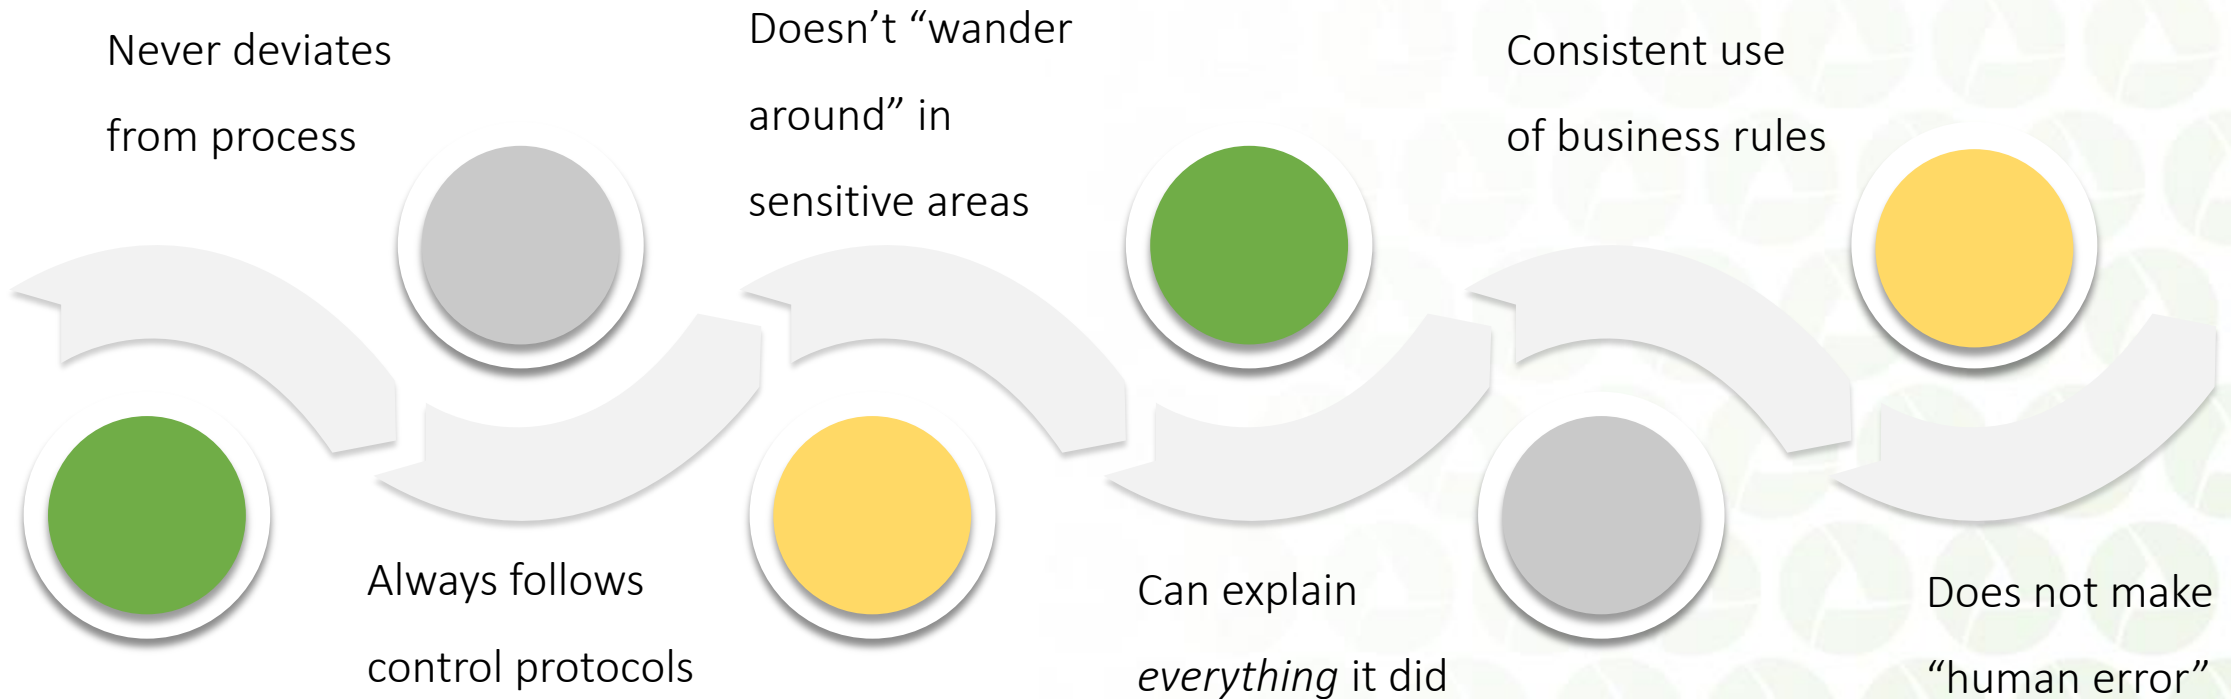 Never deviates
from process
Always follows
control protocols
Doesn’t “wander
around” in
sensitive areas
Can explain
everything it did
Consistent use
of business rules
Does not make
“human error”